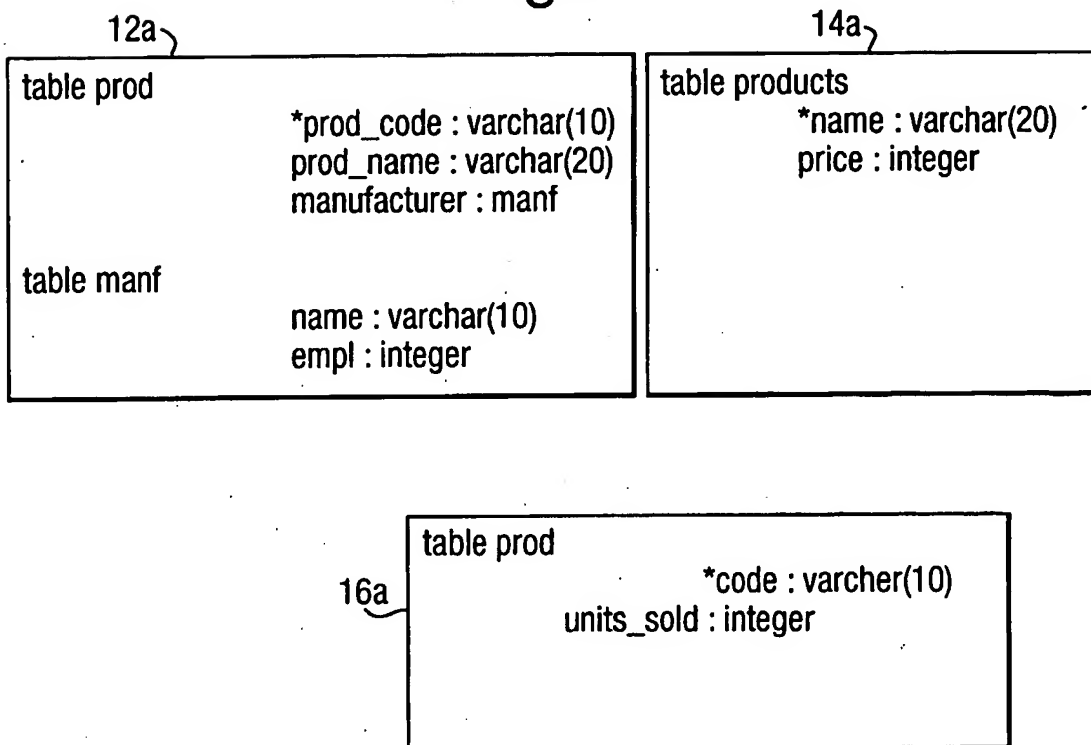 12a
table prod
*prod_code : varchar(10)
prod_name : varchar(20)
manufacturer : manf
table manf
name : varchar(10)
empl : integer
14a
table products
*name : varchar(20)
price : integer
16a
table prod
*code : varcher(10)
units_sold : integer